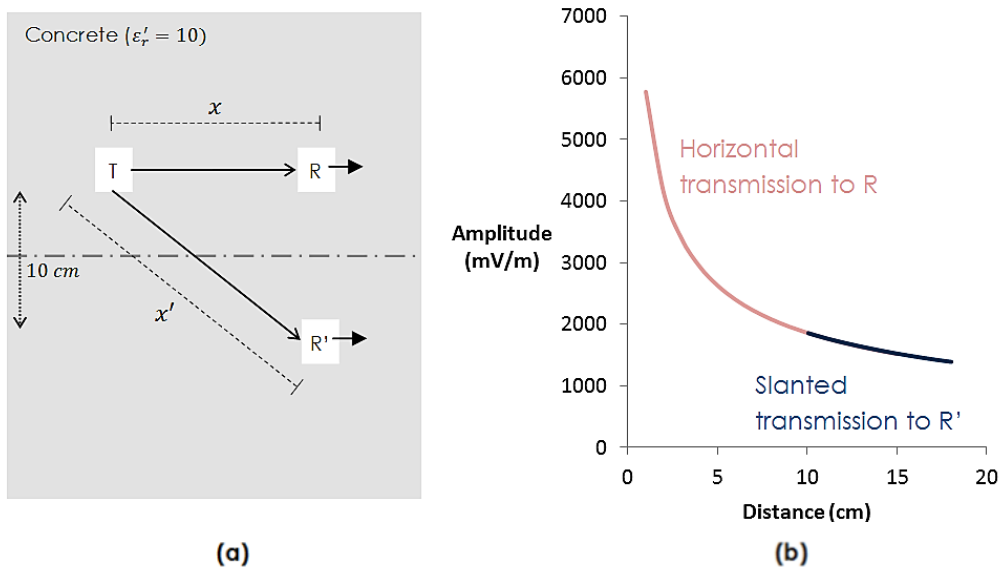 Concrete (ε′r = 10)
x
T
R
10 cm
x′
R’
(a)
7000
6000
5000
4000
3000
2000
1000
0
Amplitude
(mV/m)
Horizontal
transmission to R
Slanted
transmission to R’
0 5 10 15 20
Distance (cm)
(b)